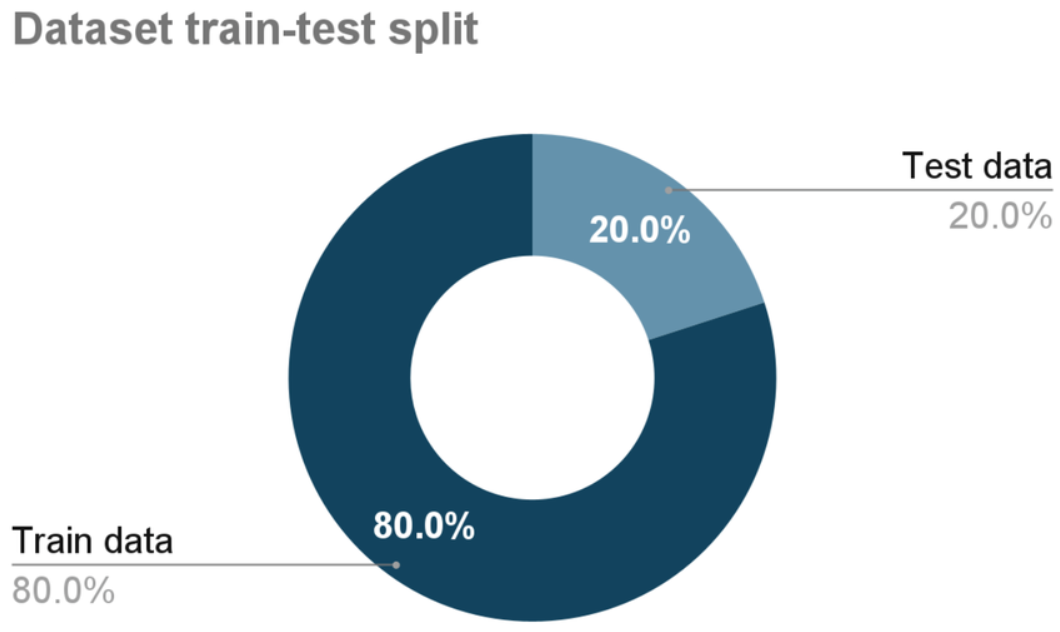 Dataset train-test split
Test data
20.0%
20.0%
80.0%
Train data
80.0%